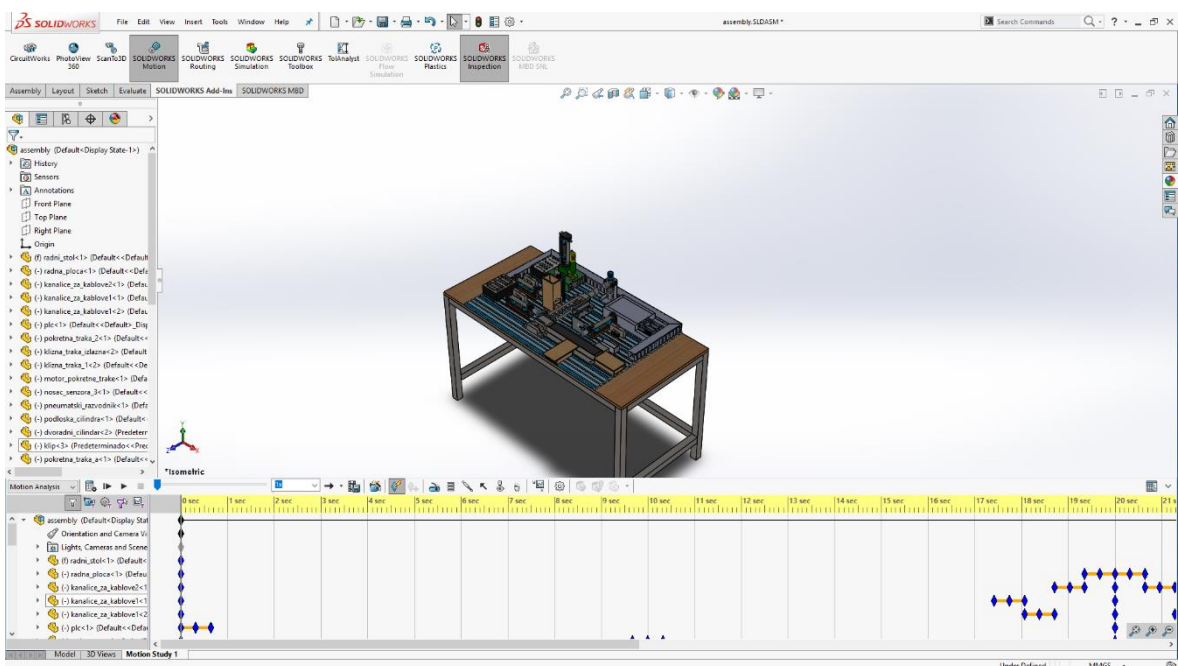 SOLIDWORKS File Edit View Insert Tools Window Help assembly.SLDASM * Search Commands
CircuitWorks PhotoView 360 ScanTo3D SOLIDWORKS Motion SOLIDWORKS Routing SOLIDWORKS Simulation SOLIDWORKS Toolbox TolAnalyst SOLIDWORKS Flow Simulation SOLIDWORKS Plastics SOLIDWORKS Inspection SOLIDWORKS MBD SNL
Assembly Layout Sketch Evaluate SOLIDWORKS Add-Ins SOLIDWORKS MBD
assembly (Default<Display State-1>)
History
Sensors
Annotations
Front Plane
Top Plane
Right Plane
Origin
(f) radni_stol<1> (Default<<Default
(-) radna_ploca<1> (Default<<Defa
(-) kanalice_za_kablove2<1> (Defau
(-) kanalice_za_kablove1<1> (Defau
(-) kanalice_za_kablove1<2> (Defau
(-) plc<1> (Default<<Default>_Disp
(-) pokretna_traka_2<1> (Default<<
(-) klizna_traka_izlazna<2> (Default
(-) klizna_traka_1<2> (Default<<De
(-) motor_pokretne_trake<1> (Defa
(-) nosac_senzora_3<1> (Default<<
(-) pneumatski_razvodnik<1> (Defa
(-) podloska_cilindra<1> (Default<
(-) dvoradni_cilindar<2> (Predeterr
(-) klip<3> (Predeterminado<<Prec
(-) pokretna_traka_a<1> (Default<<
*Isometric
Motion Analysis 1x
0 sec 1 sec 2 sec 3 sec 4 sec 5 sec 6 sec 7 sec 8 sec 9 sec 10 sec 11 sec 12 sec 13 sec 14 sec 15 sec 16 sec 17 sec 18 sec 19 sec 20 sec 21 s
assembly (Default<Display Stat
Orientation and Camera Vi
Lights, Cameras and Scene
(f) radni_stol<1> (Default<
(-) radna_ploca<1> (Defau
(-) kanalice_za_kablove2<1
(-) kanalice_za_kablove1<1
(-) kanalice_za_kablove1<2
(-) plc<1> (Default<<Defau
Model 3D Views Motion Study 1
Under Defined MMGS